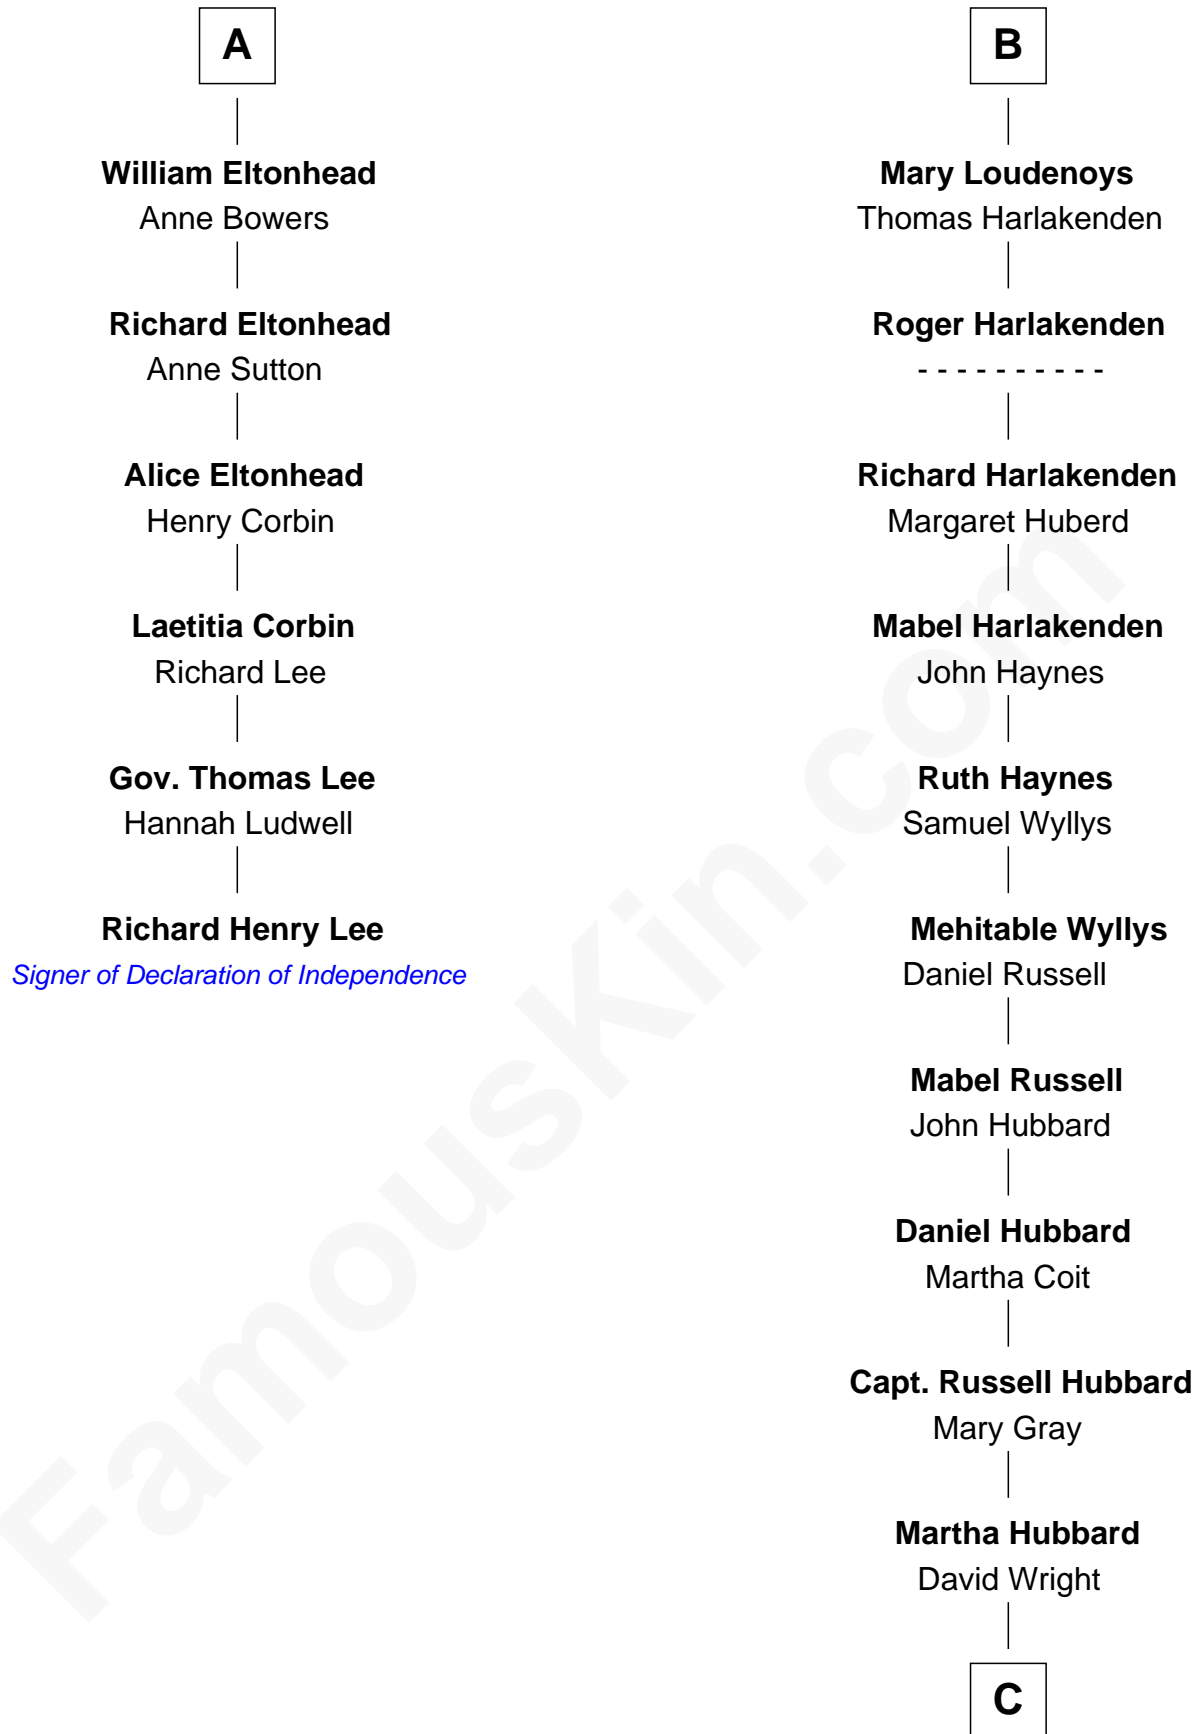 A
William Eltonhead
Anne Bowers
Richard Eltonhead
Anne Sutton
Alice Eltonhead
Henry Corbin
Laetitia Corbin
Richard Lee
Gov. Thomas Lee
Hannah Ludwell
Richard Henry Lee
Signer of Declaration of Independence
B
Mary Loudenoys
Thomas Harlakenden
Roger Harlakenden
- - - - - - - - - -
Richard Harlakenden
Margaret Huberd
Mabel Harlakenden
John Haynes
Ruth Haynes
Samuel Wyllys
Mehitable Wyllys
Daniel Russell
Mabel Russell
John Hubbard
Daniel Hubbard
Martha Coit
Capt. Russell Hubbard
Mary Gray
Martha Hubbard
David Wright
C
FamousKin.com